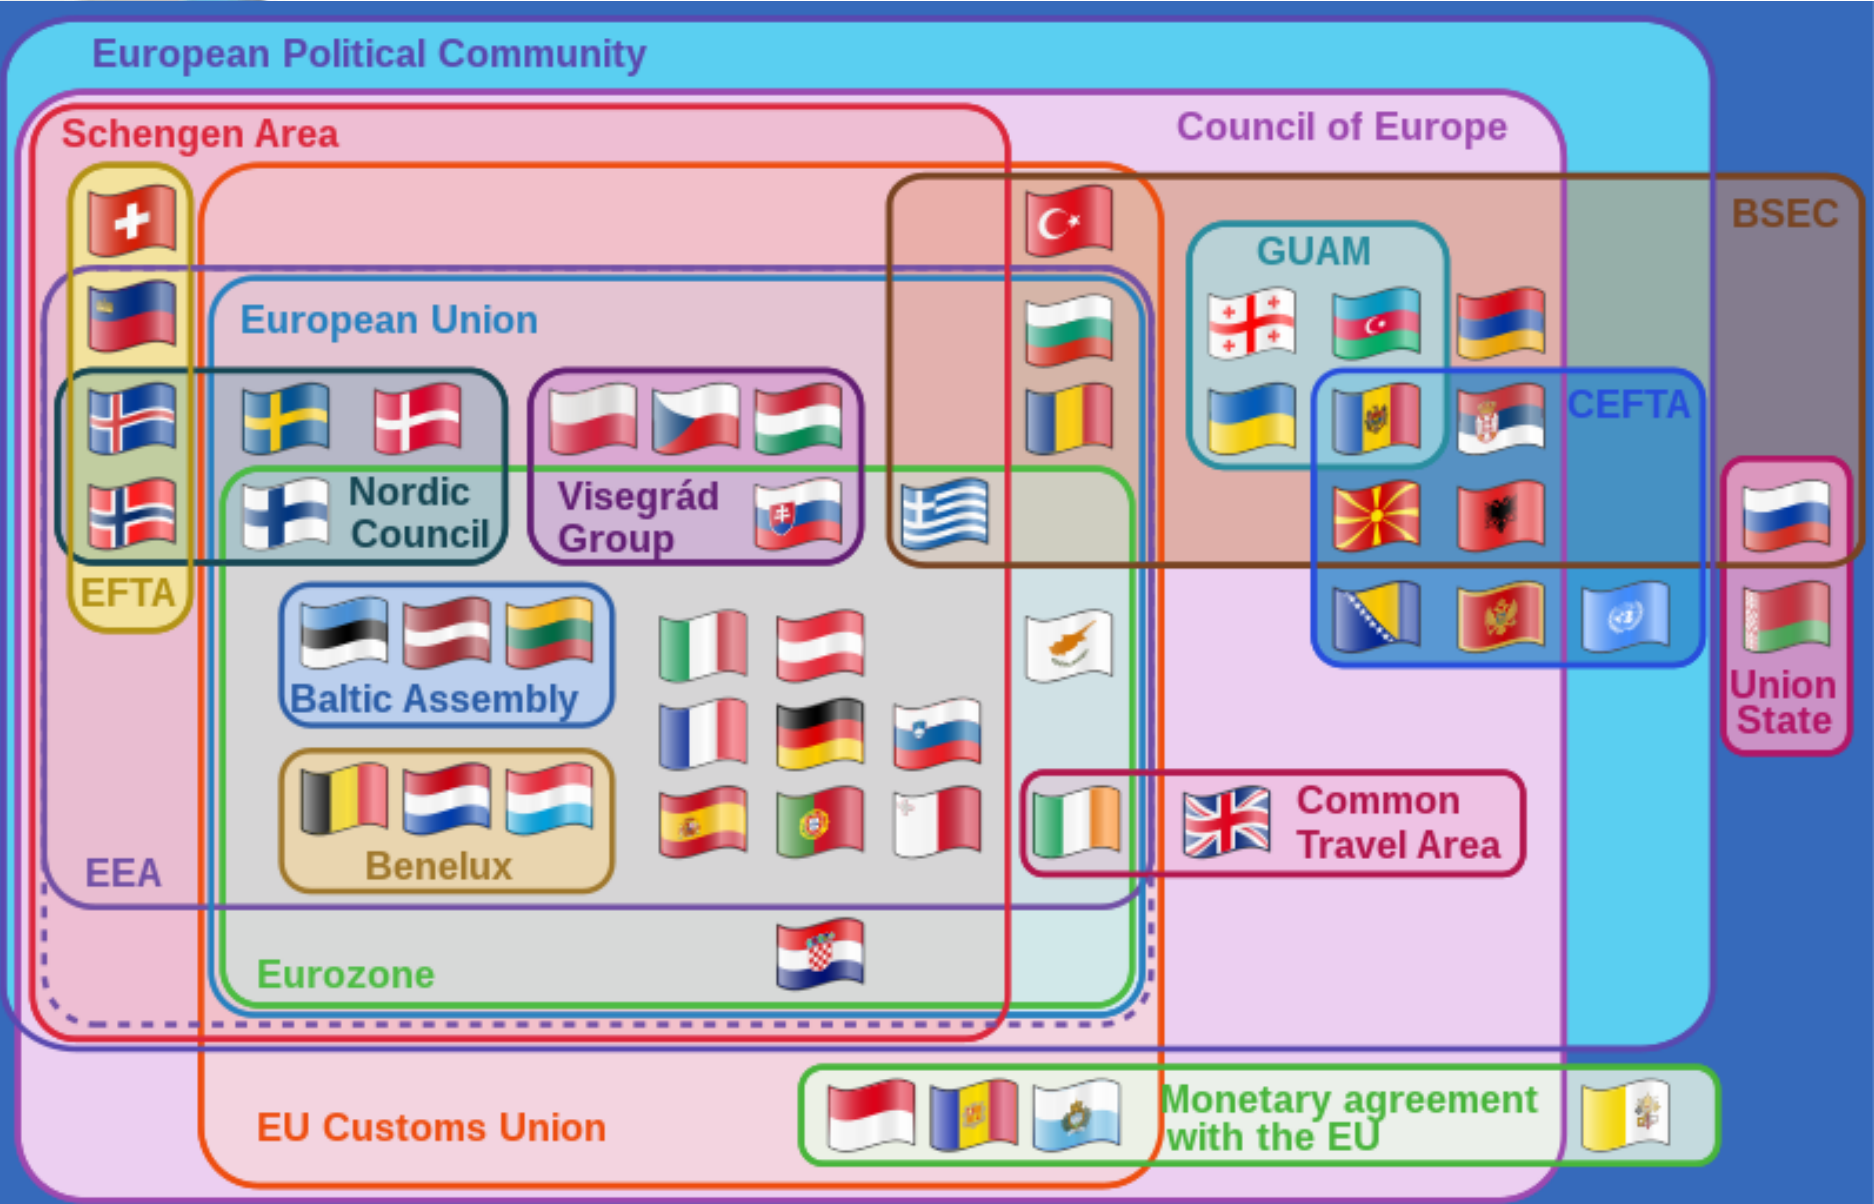 European Political Community
Schengen Area
Council of Europe
BSEC
GUAM
European Union
CEFTA
Nordic
Council
Visegrád
Group
EFTA
Baltic Assembly
Union
State
Common
Travel Area
Benelux
EEA
Eurozone
Monetary agreement
with the EU
EU Customs Union